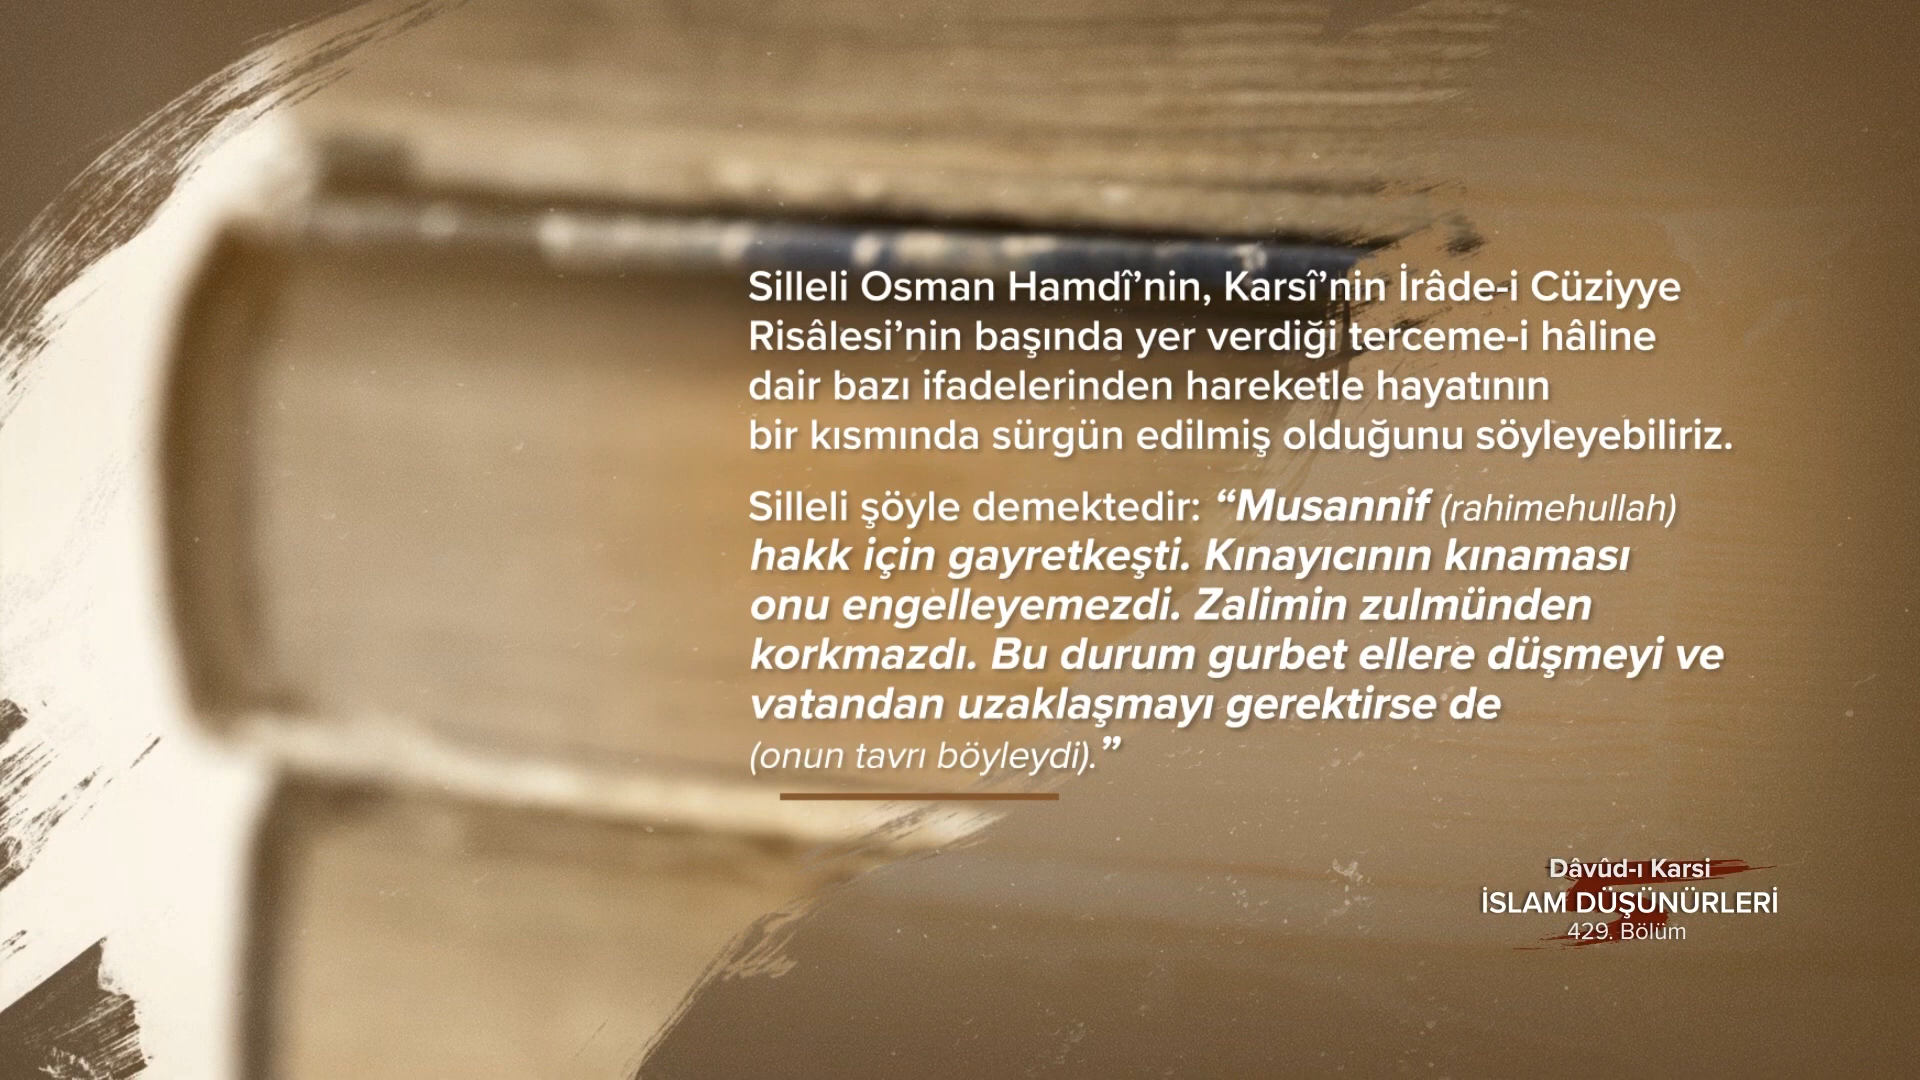 Silleli Osman Hamdî’nin, Karsî’nin İrâde-i Cüziyye
Risâlesi’nin başında yer verdiği terceme-i hâline
dair bazı ifadelerinden hareketle hayatının
bir kısmında sürgün edilmiş olduğunu söyleyebiliriz.
Silleli şöyle demektedir: “Musannif (rahimehullah)
hakk için gayretkeşti. Kınayıcının kınaması
onu engelleyemezdi. Zalimin zulmünden
korkmazdı. Bu durum gurbet ellere düşmeyi ve
vatandan uzaklaşmayı gerektirse de
(onun tavrı böyleydi).”
Dâvûd-ı Karsi
İSLAM DÜŞÜNÜRLERİ
429. Bölüm